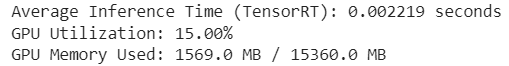 Average Inference Time (TensorRT): 0.002219 seconds
GPU Utilization: 15.00%
GPU Memory Used: 1569.0 MB / 15360.0 MB